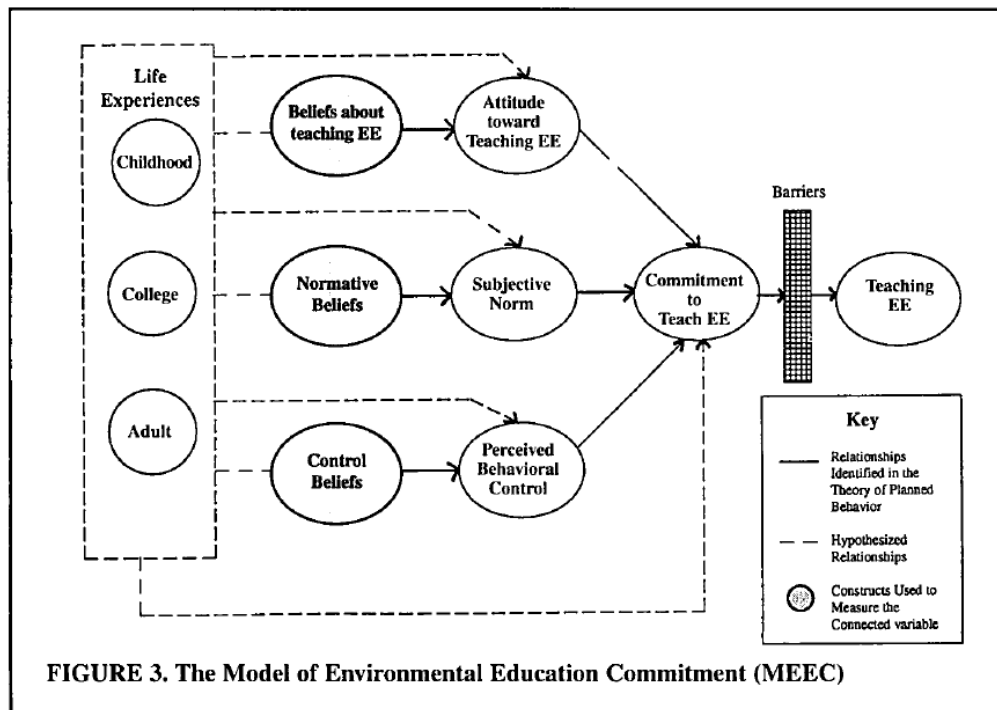 Life
Experiences
Childhood
College
Adult
Beliefs about
teaching EE
Attitude
toward
Teaching EE
Normative
Beliefs
Subjective
Norm
Control
Beliefs
Perceived
Behavioral
Control
Commitment
to
Teach EE
Barriers
Teaching
EE
Key
Relationships
Identified in the
Theory of Planned
Behavior
Hypothesized
Relationships
Constructs Used to
Measure the
Connected variable
FIGURE 3. The Model of Environmental Education Commitment (MEEC)